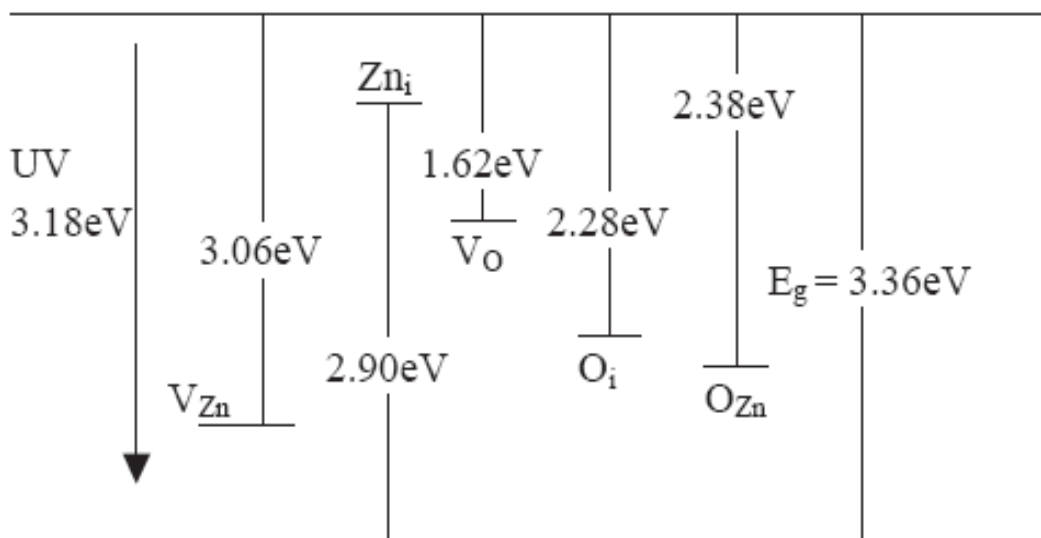 Zni
2.38eV
UV
1.62eV
3.18eV
2.28eV
3.06eV
VO
Eg = 3.36eV
2.90eV
Oi
VZn
OZn